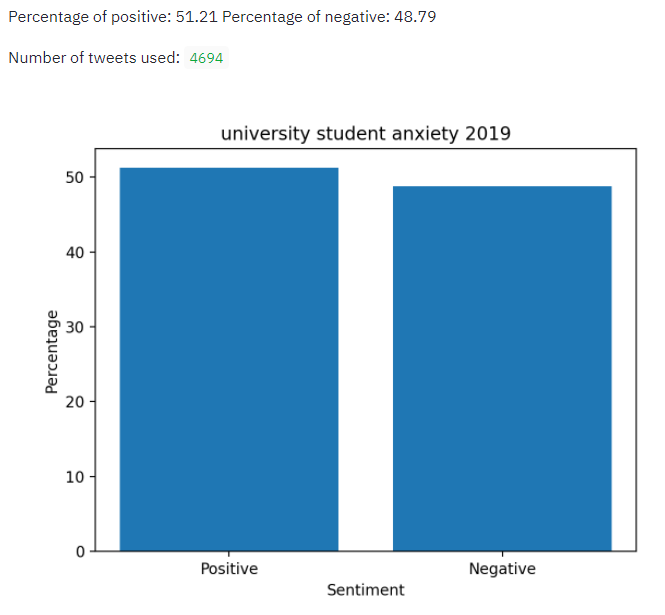 Percentage of positive: 51.21 Percentage of negative: 48.79
Number of tweets used: 4694
university student anxiety 2019
50
40
30
20
10
0
Percentage
Positive Negative
Sentiment